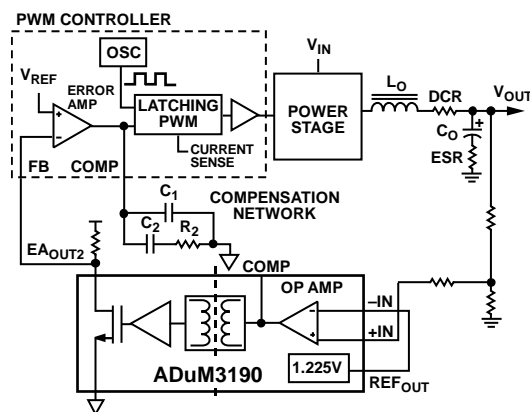 PWM CONTROLLER
OSC
V_REF
ERROR
AMP
LATCHING
PWM
CURRENT
SENSE
FB
COMP
V_IN
POWER
STAGE
L_O
DCR
V_OUT
C_O
+
ESR
C_1
C_2
R_2
COMPENSATION
NETWORK
EA_OUT2
COMP
OP AMP
–IN
+IN
1.225V
REF_OUT
ADuM3190